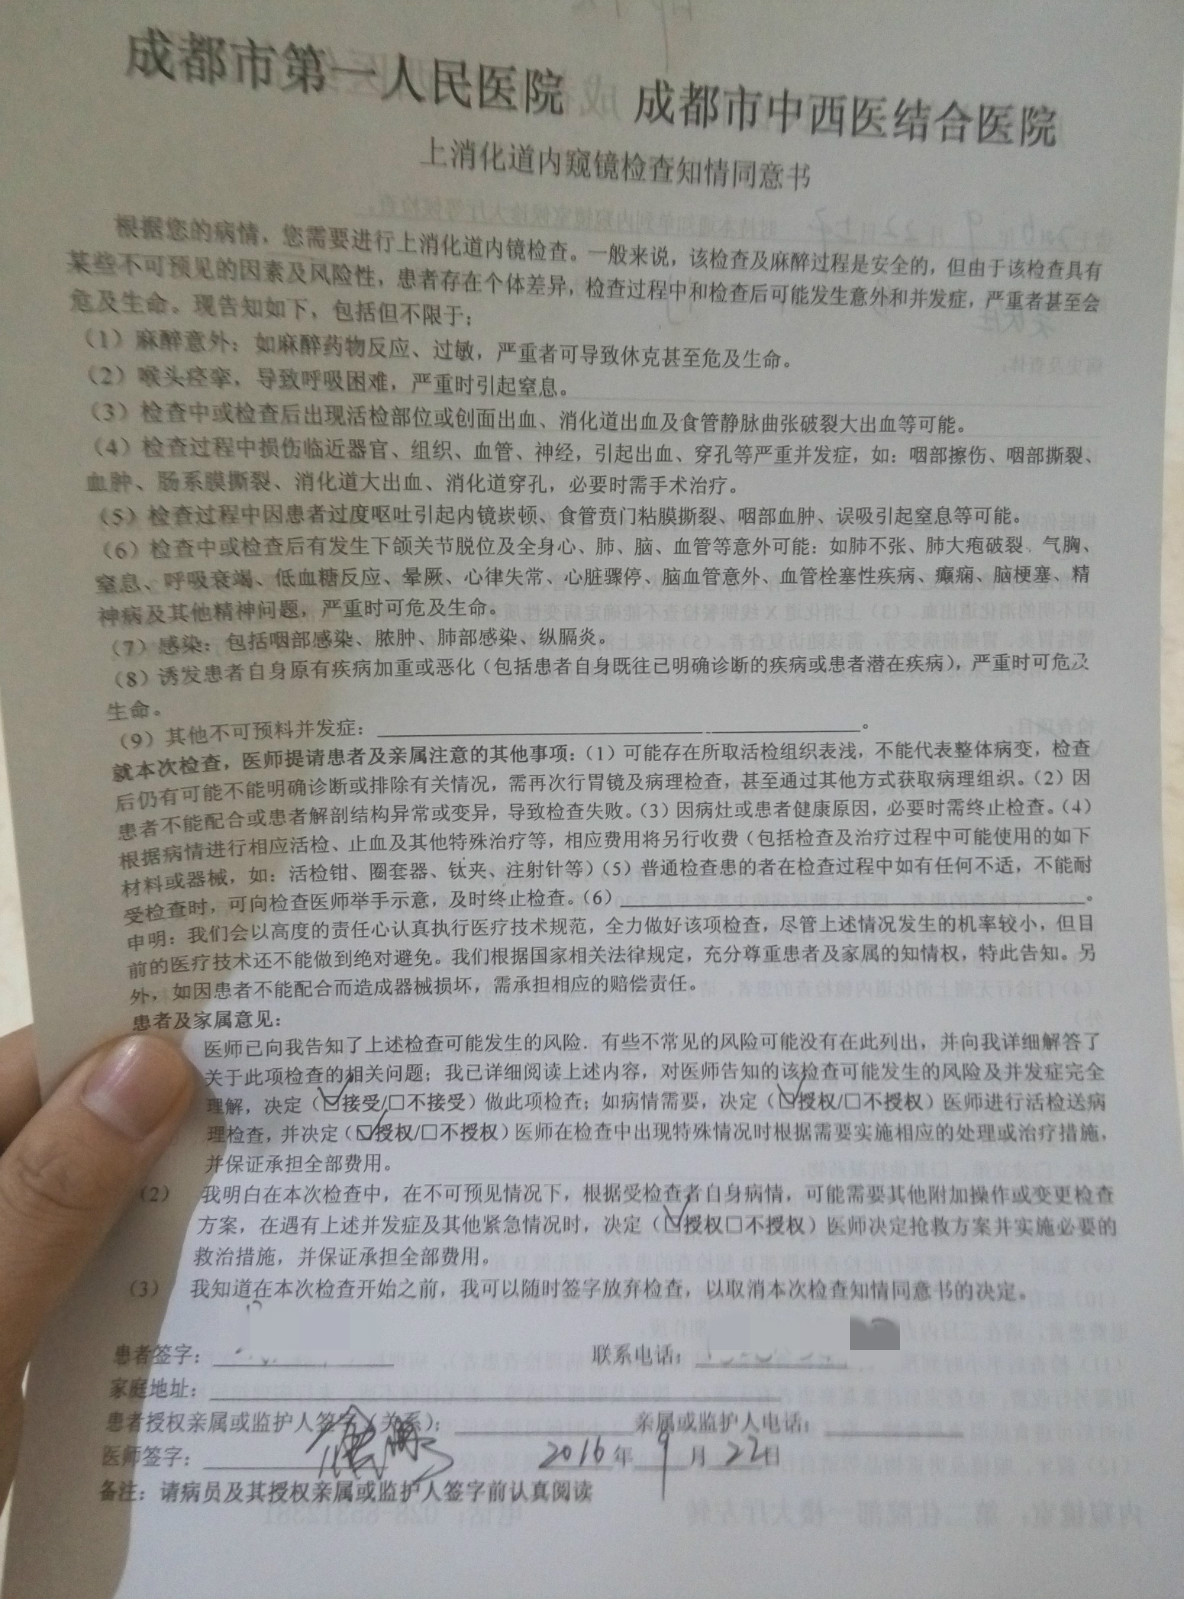 成都市第一人民医院 成都市中西医结合医院
上消化道内窥镜检查知情同意书
根据您的病情，您需要进行上消化道内镜检查。一般来说，该检查及麻醉过程是安全的，但由于该检查具有
某些不可预见的因素及风险性，患者存在个体差异，检查过程中和检查后可能发生意外和并发症，严重者甚至会
危及生命。现告知如下，包括但不限于；
（1）麻醉意外：如麻醉药物反应、过敏，严重者可导致休克甚至危及生命。
（2）喉头痉挛，导致呼吸困难，严重时引起窒息。
（3）检查中或检查后出现活检部位或创面出血、消化道出血及食管静脉曲张破裂大出血等可能。
（4）检查过程中损伤临近器官、组织、血管、神经，引起出血、穿孔等严重并发症，如：咽部擦伤、咽部撕裂、
血肿、肠系膜撕裂、消化道大出血、消化道穿孔，必要时需手术治疗。
（5）检查过程中因患者过度呕吐引起内镜崁顿、食管贲门粘膜撕裂、咽部血肿、误吸引起窒息等可能。
（6）检查中或检查后有发生下颌关节脱位及全身心、肺、脑、血管等意外可能：如肺不张、肺大疱破裂、气胸、
窒息、呼吸衰竭、低血糖反应、晕厥、心律失常、心脏骤停、脑血管意外、血管栓塞性疾病、癫痫、脑梗塞、精
神病及其他精神问题，严重时可危及生命。
（7）感染：包括咽部感染、脓肿、肺部感染、纵膈炎。
（8）诱发患者自身原有疾病加重或恶化（包括患者自身既往已明确诊断的疾病或患者潜在疾病），严重时可危及
生命。
（9）其他不可预料并发症：。
就本次检查，医师提请患者及亲属注意的其他事项：（1）可能存在所取活检组织表浅，不能代表整体病变，检查
后仍有可能不能明确诊断或排除有关情况，需再次行胃镜及病理检查，甚至通过其他方式获取病理组织。（2）因
患者不能配合或患者解剖结构异常或变异，导致检查失败。（3）因病灶或患者健康原因，必要时需终止检查。（4）
根据病情进行相应活检、止血及其他特殊治疗等，相应费用将另行收费（包括检查及治疗过程中可能使用的如下
材料或器械，如：活检钳、圈套器、钛夹、注射针等）（5）普通检查患的者在检查过程中如有任何不适，不能耐
受检查时，可向检查医师举手示意，及时终止检查。（6）。
申明：我们会以高度的责任心认真执行医疗技术规范，全力做好该项检查，尽管上述情况发生的机率较小，但目
前的医疗技术还不能做到绝对避免。我们根据国家相关法律规定，充分尊重患者及家属的知情权，特此告知。另
外，如因患者不能配合而造成器械损坏，需承担相应的赔偿责任。
患者及家属意见：
医师已向我告知了上述检查可能发生的风险．有些不常见的风险可能没有在此列出，并向我详细解答了
关于此项检查的相关问题；我已详细阅读上述内容，对医师告知的该检查可能发生的风险及并发症完全
理解，决定（☑接受/□不接受）做此项检查；如病情需要，决定（☑授权/□不授权）医师进行活检送病
理检查，并决定（☑授权/□不授权）医师在检查中出现特殊情况时根据需要实施相应的处理或治疗措施，
并保证承担全部费用。
（2） 我明白在本次检查中，在不可预见情况下，根据受检查者自身病情，可能需要其他附加操作或变更检查
方案，在遇有上述并发症及其他紧急情况时，决定（☑授权□不授权）医师决定抢救方案并实施必要的
救治措施，并保证承担全部费用。
（3） 我知道在本次检查开始之前，我可以随时签字放弃检查，以取消本次检查知情同意书的决定。
患者签字： 联系电话：
家庭地址：
患者授权亲属或监护人签字（关系）： 亲属或监护人电话：
医师签字： 2016年9月22日
备注：请病员及其授权亲属或监护人签字前认真阅读